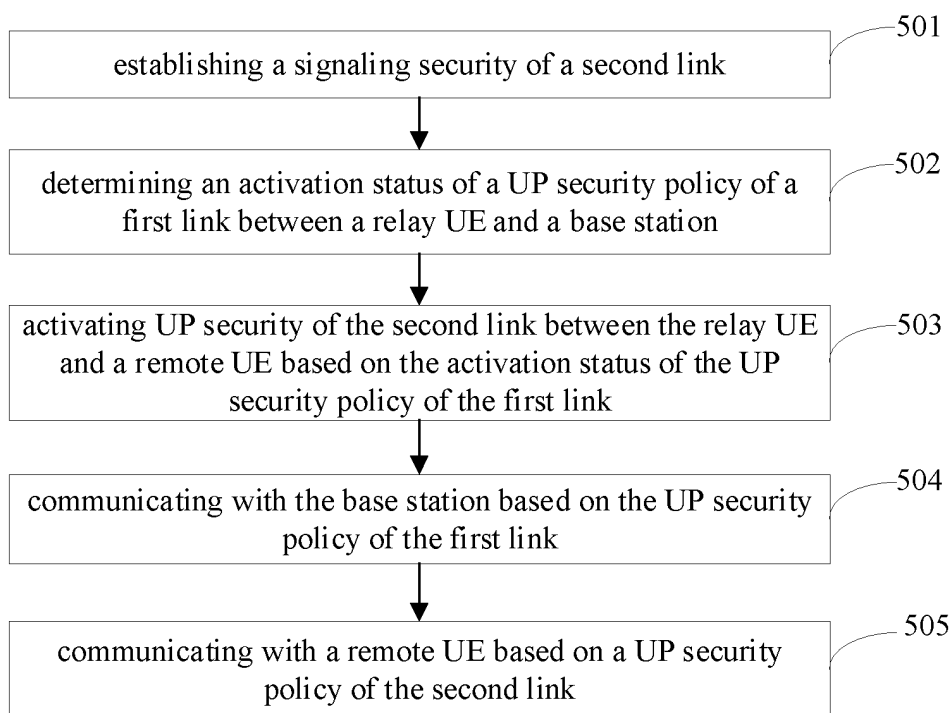 501
establishing a signaling security of a second link
502
determining an activation status of a UP security policy of a
first link between a relay UE and a base station
503
activating UP security of the second link between the relay UE
and a remote UE based on the activation status of the UP
security policy of the first link
504
communicating with the base station based on the UP security
policy of the first link
505
communicating with a remote UE based on a UP security
policy of the second link